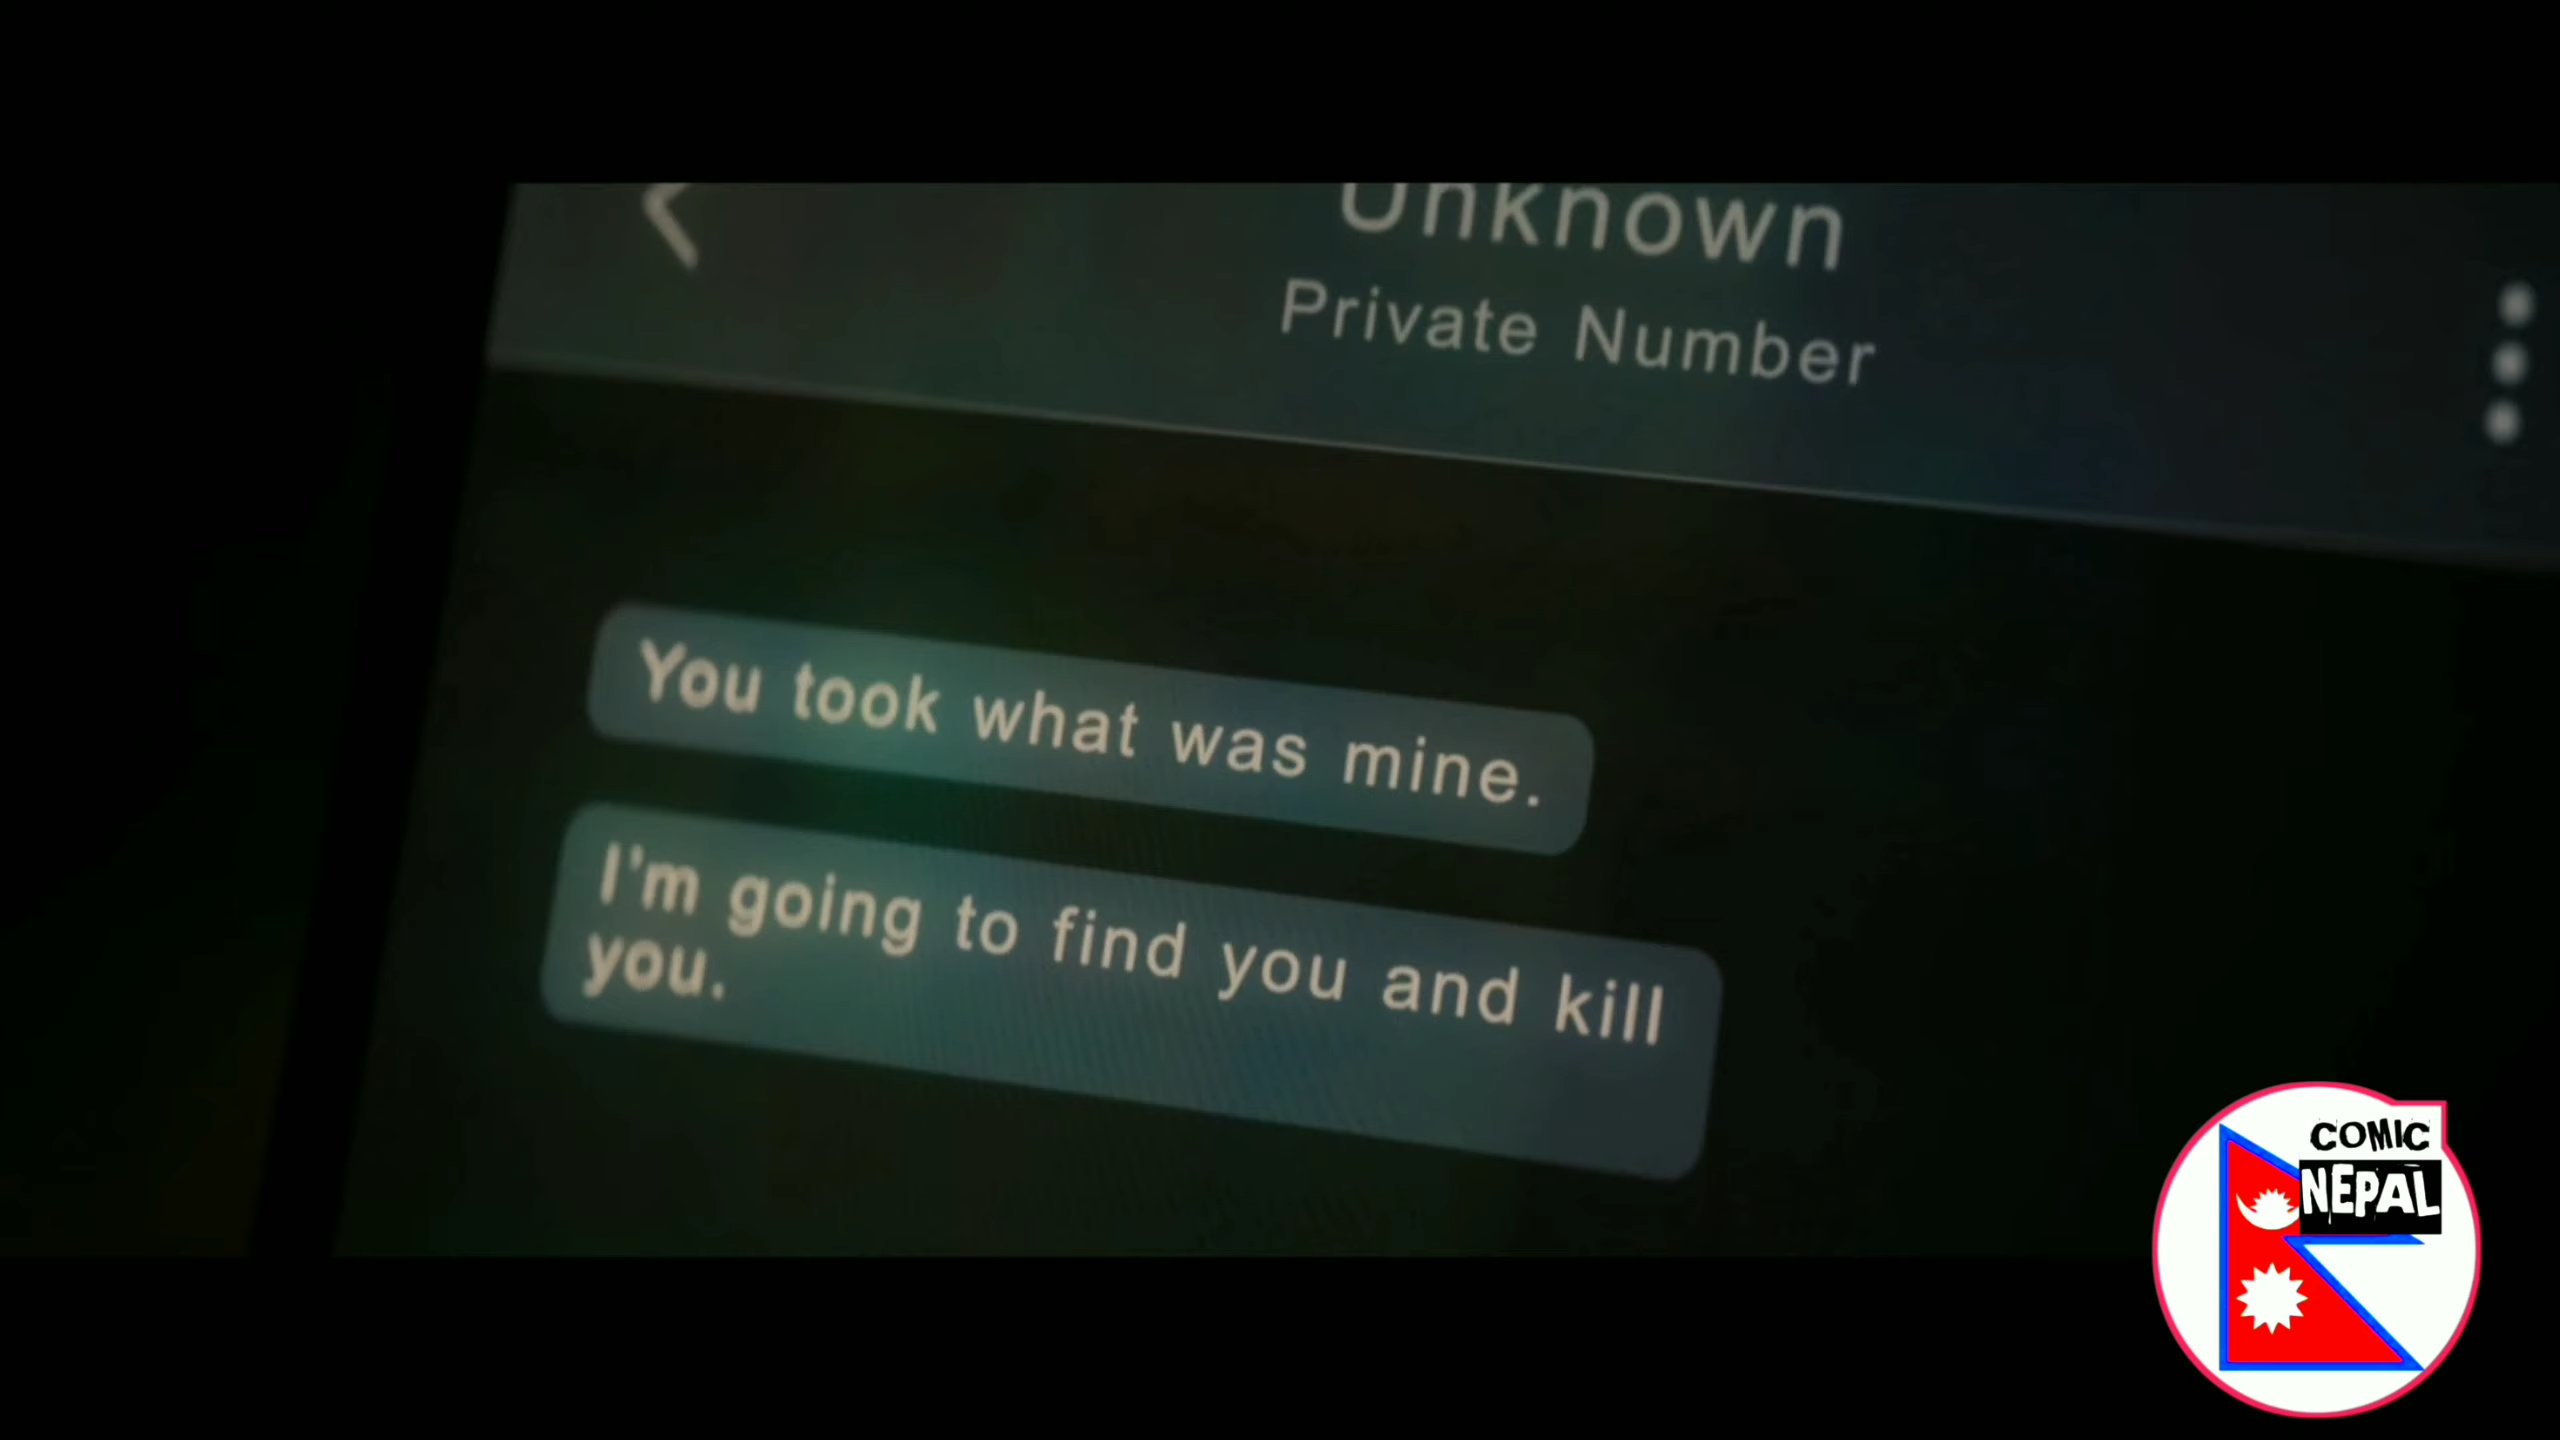 Unknown
Private Number
You took what was mine.
I'm going to find you and kill
you.
COMIC
NEPAL